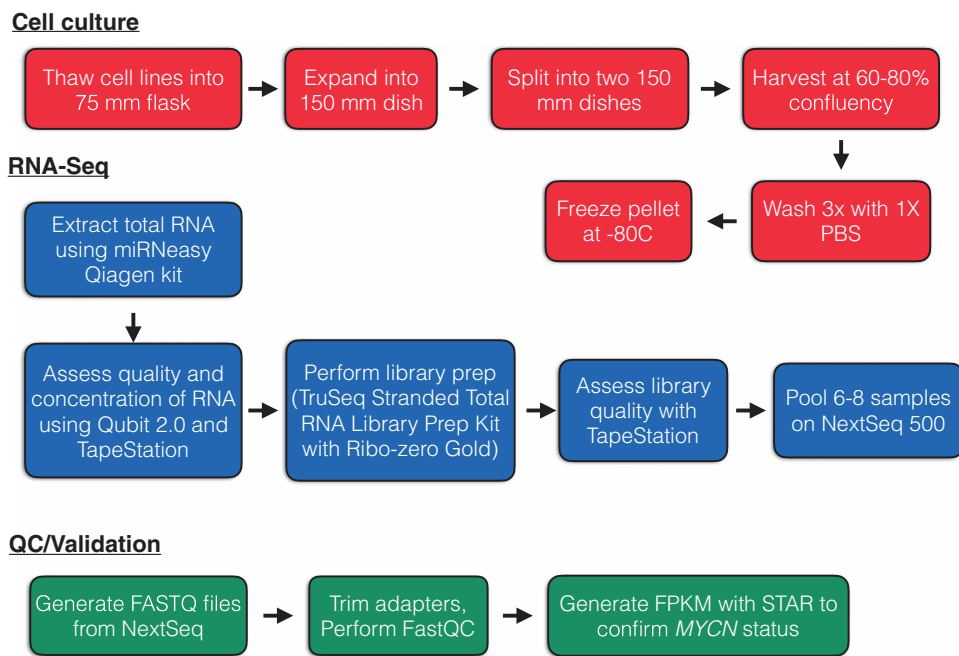 Cell culture
Thaw cell lines into
75 mm flask
Expand into
150 mm dish
Split into two 150
mm dishes
Harvest at 60-80%
confluency
Wash 3x with 1X
PBS
Freeze pellet
at -80C
RNA-Seq
Extract total RNA
using miRNeasy
Qiagen kit
Assess quality and
concentration of RNA
using Qubit 2.0 and
TapeStation
Perform library prep
(TruSeq Stranded Total
RNA Library Prep Kit
with Ribo-zero Gold)
Assess library
quality with
TapeStation
Pool 6-8 samples
on NextSeq 500
QC/Validation
Generate FASTQ files
from NextSeq
Trim adapters,
Perform FastQC
Generate FPKM with STAR to
confirm MYCN status